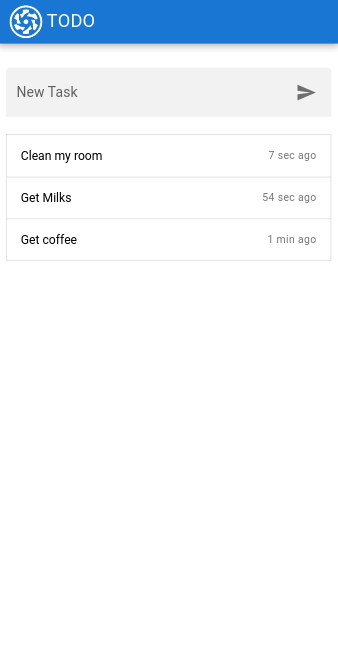 TODO
New Task
Clean my room 7 sec ago
Get Milks 54 sec ago
Get coffee 1 min ago